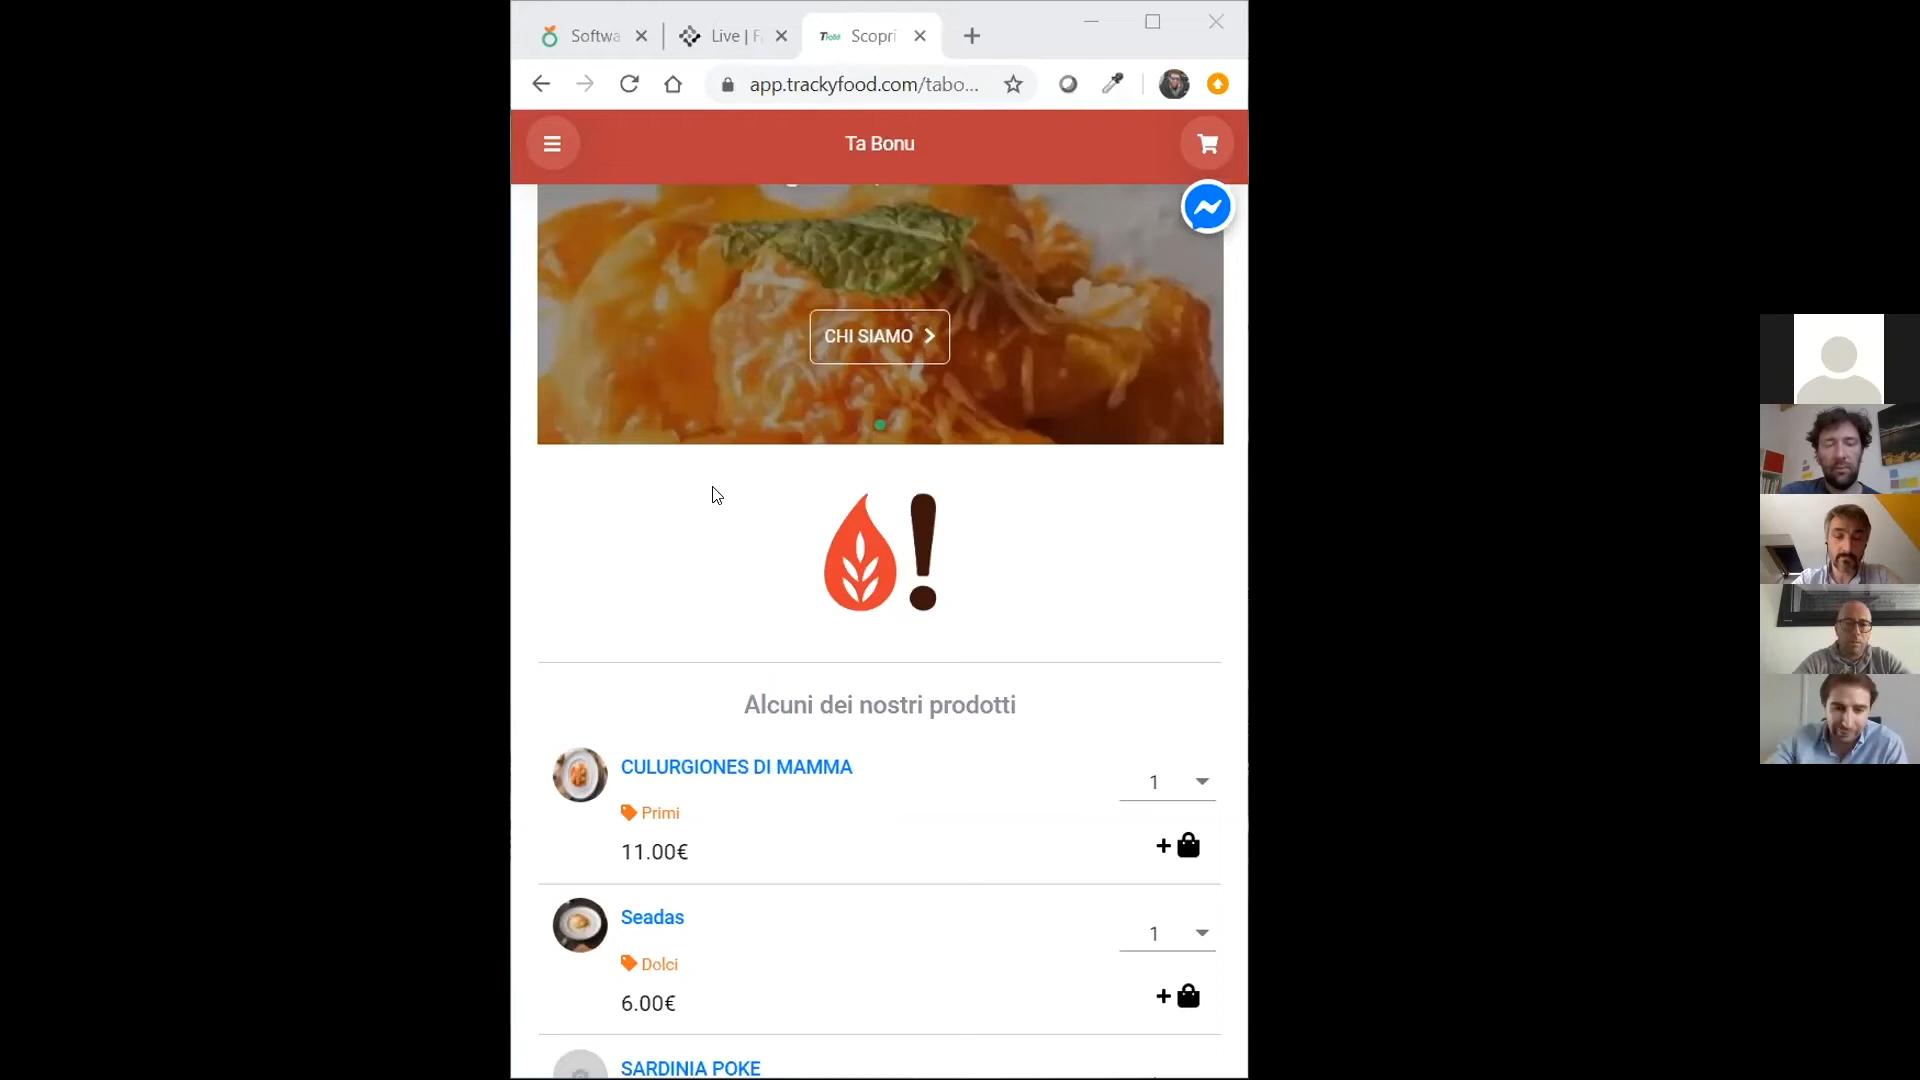 Softwa
Live | F
Tfood Scopri
app.trackyfood.com/tabo...
Ta Bonu
CHI SIAMO
Alcuni dei nostri prodotti
CULURGIONES DI MAMMA
1
Primi
11.00€
Seadas
1
Dolci
6.00€
SARDINIA POKE